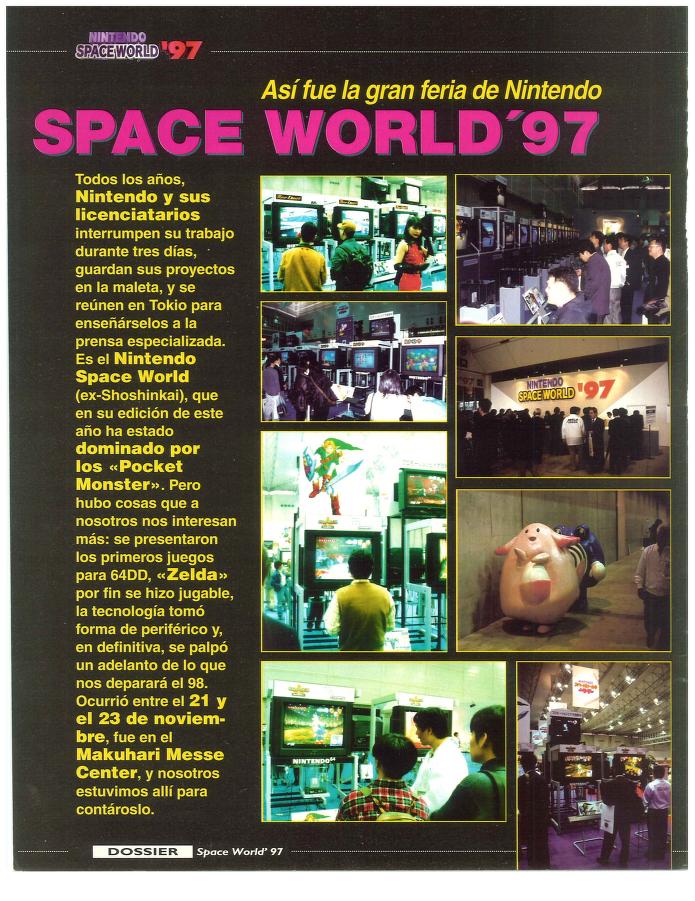 NINTENDO
SPACE WORLD '97
Así fue la gran feria de Nintendo
SPACE WORLD´97
Todos los años,
Nintendo y sus
licenciatarios
interrumpen su trabajo
durante tres días,
guardan sus proyectos
en la maleta, y se
reúnen en Tokio para
enseñárselos a la
prensa especializada.
Es el Nintendo
Space World
(ex-Shoshinkai), que
en su edición de este
año ha estado
dominado por
los «Pocket
Monster». Pero
hubo cosas que a
nosotros nos interesan
más: se presentaron
los primeros juegos
para 64DD, «Zelda»
por fin se hizo jugable,
la tecnología tomó
forma de periférico y,
en definitiva, se palpó
un adelanto de lo que
nos deparará el 98.
Ocurrió entre el 21 y
el 23 de noviem-
bre, fue en el
Makuhari Messe
Center, y nosotros
estuvimos allí para
contároslo.
NINTENDO
SPACE WORLD '97
NINTENDO64
DOSSIER Space World' 97